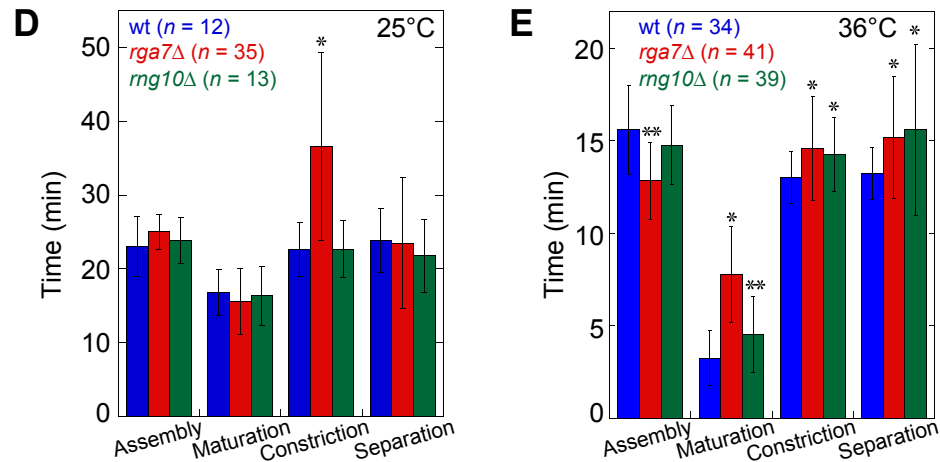 D
wt (n = 12)
rga7Δ (n = 35)
rng10Δ (n = 13)
25°C
*
Time (min)
50
40
30
20
10
0
Assembly
Maturation
Constriction
Separation
E
wt (n = 34)
rga7Δ (n = 41)
rng10Δ (n = 39)
36°C
*
*
*
*
**
*
**
Time (min)
20
15
10
5
0
Assembly
Maturation
Constriction
Separation